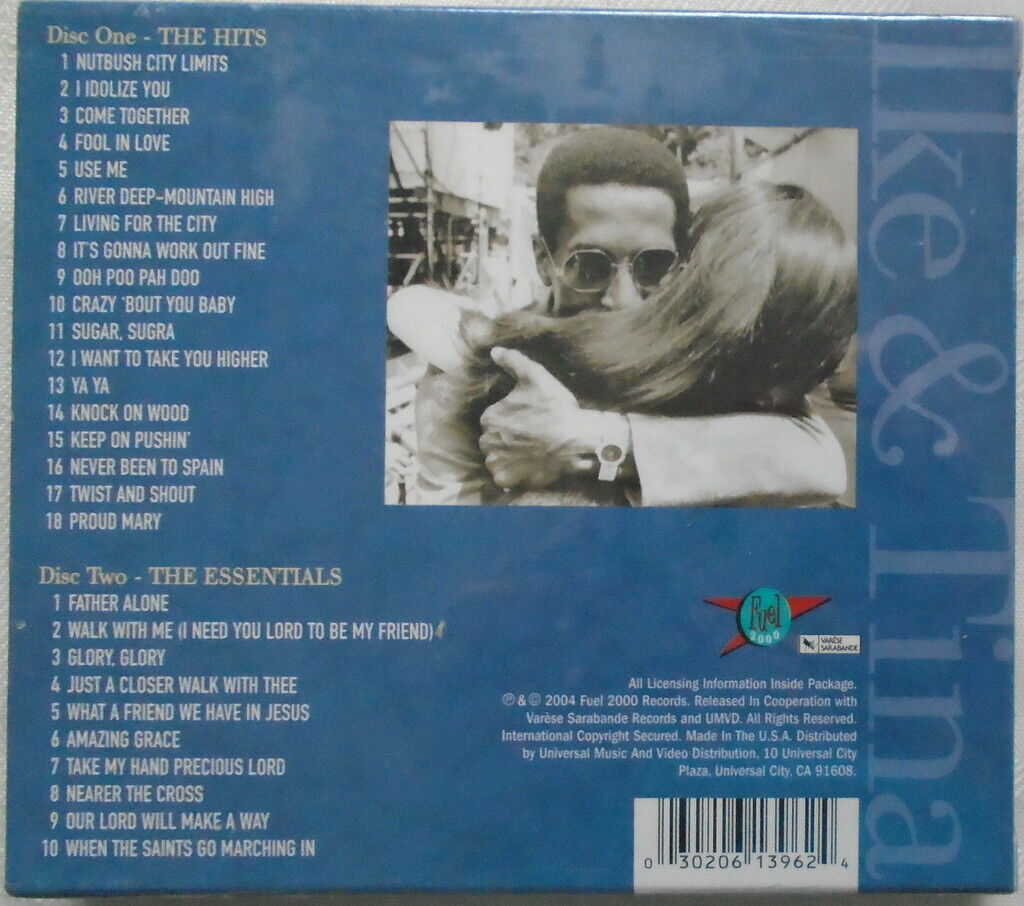 Disc One - THE HITS
1 NUTBUSH CITY LIMITS
2 I IDOLIZE YOU
3 COME TOGETHER
4 FOOL IN LOVE
5 USE ME
6 RIVER DEEP-MOUNTAIN HIGH
7 LIVING FOR THE CITY
8 IT'S GONNA WORK OUT FINE
9 OOH POO PAH DOO
10 CRAZY 'BOUT YOU BABY
11 SUGAR, SUGRA
12 I WANT TO TAKE YOU HIGHER
13 YA YA
14 KNOCK ON WOOD
15 KEEP ON PUSHIN'
16 NEVER BEEN TO SPAIN
17 TWIST AND SHOUT
18 PROUD MARY
Disc Two - THE ESSENTIALS
1 FATHER ALONE
2 WALK WITH ME (I NEED YOU LORD TO BE MY FRIEND)
3 GLORY, GLORY
4 JUST A CLOSER WALK WITH THEE
5 WHAT A FRIEND WE HAVE IN JESUS
6 AMAZING GRACE
7 TAKE MY HAND PRECIOUS LORD
8 NEARER THE CROSS
9 OUR LORD WILL MAKE A WAY
10 WHEN THE SAINTS GO MARCHING IN
Ike & Tina
Fuel
2000
VARÈSE
SARABANDE
All Licensing Information Inside Package.
℗ & © 2004 Fuel 2000 Records. Released In Cooperation with
Varèse Sarabande Records and UMVD. All Rights Reserved.
International Copyright Secured. Made In The U.S.A. Distributed
by Universal Music And Video Distribution, 10 Universal City
Plaza, Universal City, CA 91608.
0 30206 13962 4